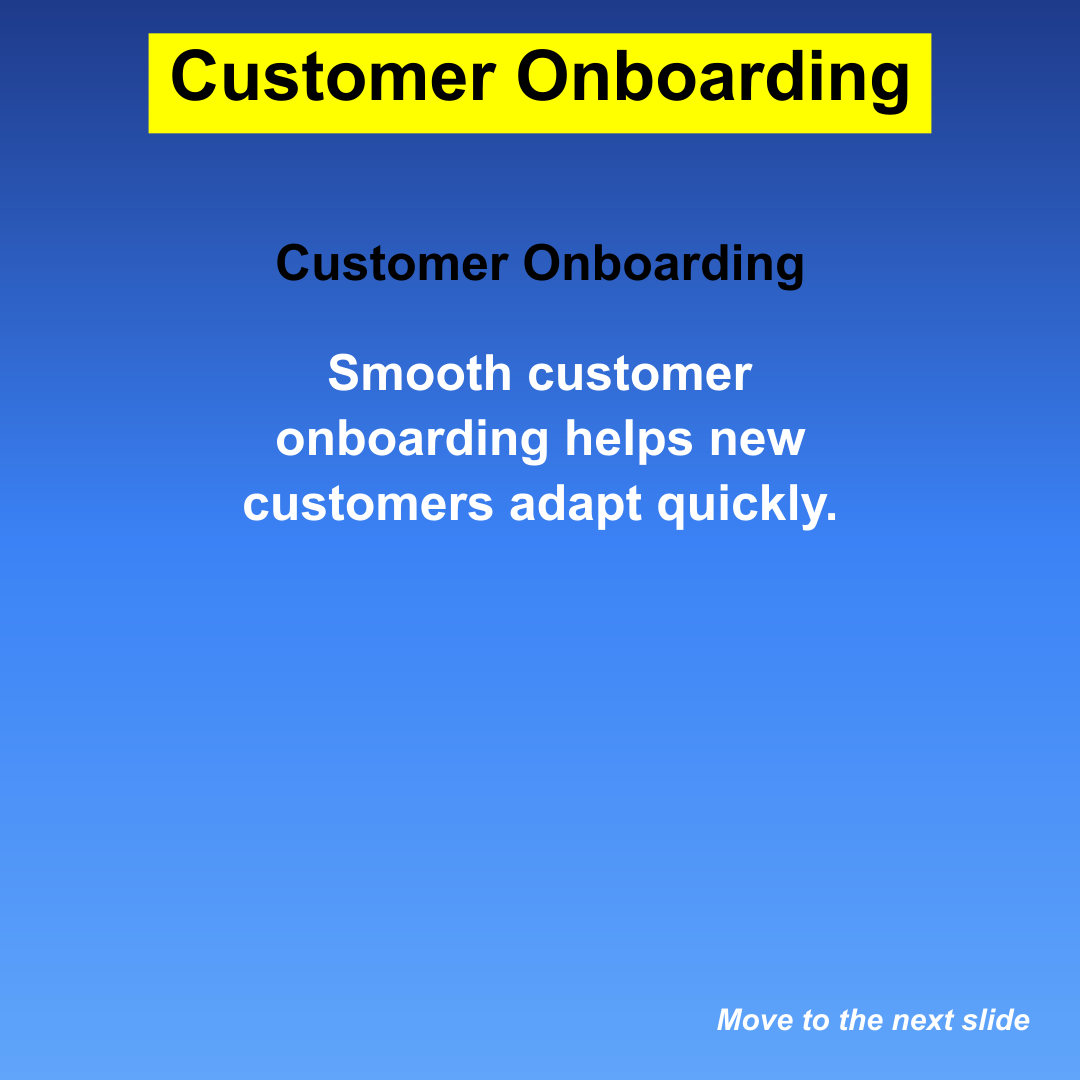 Customer Onboarding
Customer Onboarding
Smooth customer
onboarding helps new
customers adapt quickly.
Move to the next slide